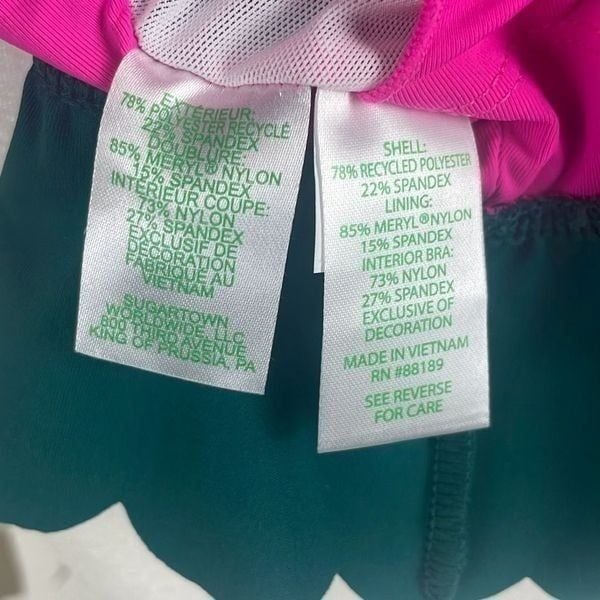 EXTÉRIEUR:
78% POLYESTER RECYCLÉ
22% SPANDEX
DOUBLURE:
85% MERYL® NYLON
15% SPANDEX
INTÉRIEUR COUPE:
73% NYLON
27% SPANDEX
EXCLUSIF DE
DÉCORATION
FABRIQUÉ AU
VIETNAM
SUGARTOWN
WORLDWIDE, LLC
800 THIRD AVENUE
KING OF PRUSSIA, PA
SHELL:
78% RECYCLED POLYESTER
22% SPANDEX
LINING:
85% MERYL®NYLON
15% SPANDEX
INTERIOR BRA:
73% NYLON
27% SPANDEX
EXCLUSIVE OF
DECORATION
MADE IN VIETNAM
RN #88189
SEE REVERSE
FOR CARE